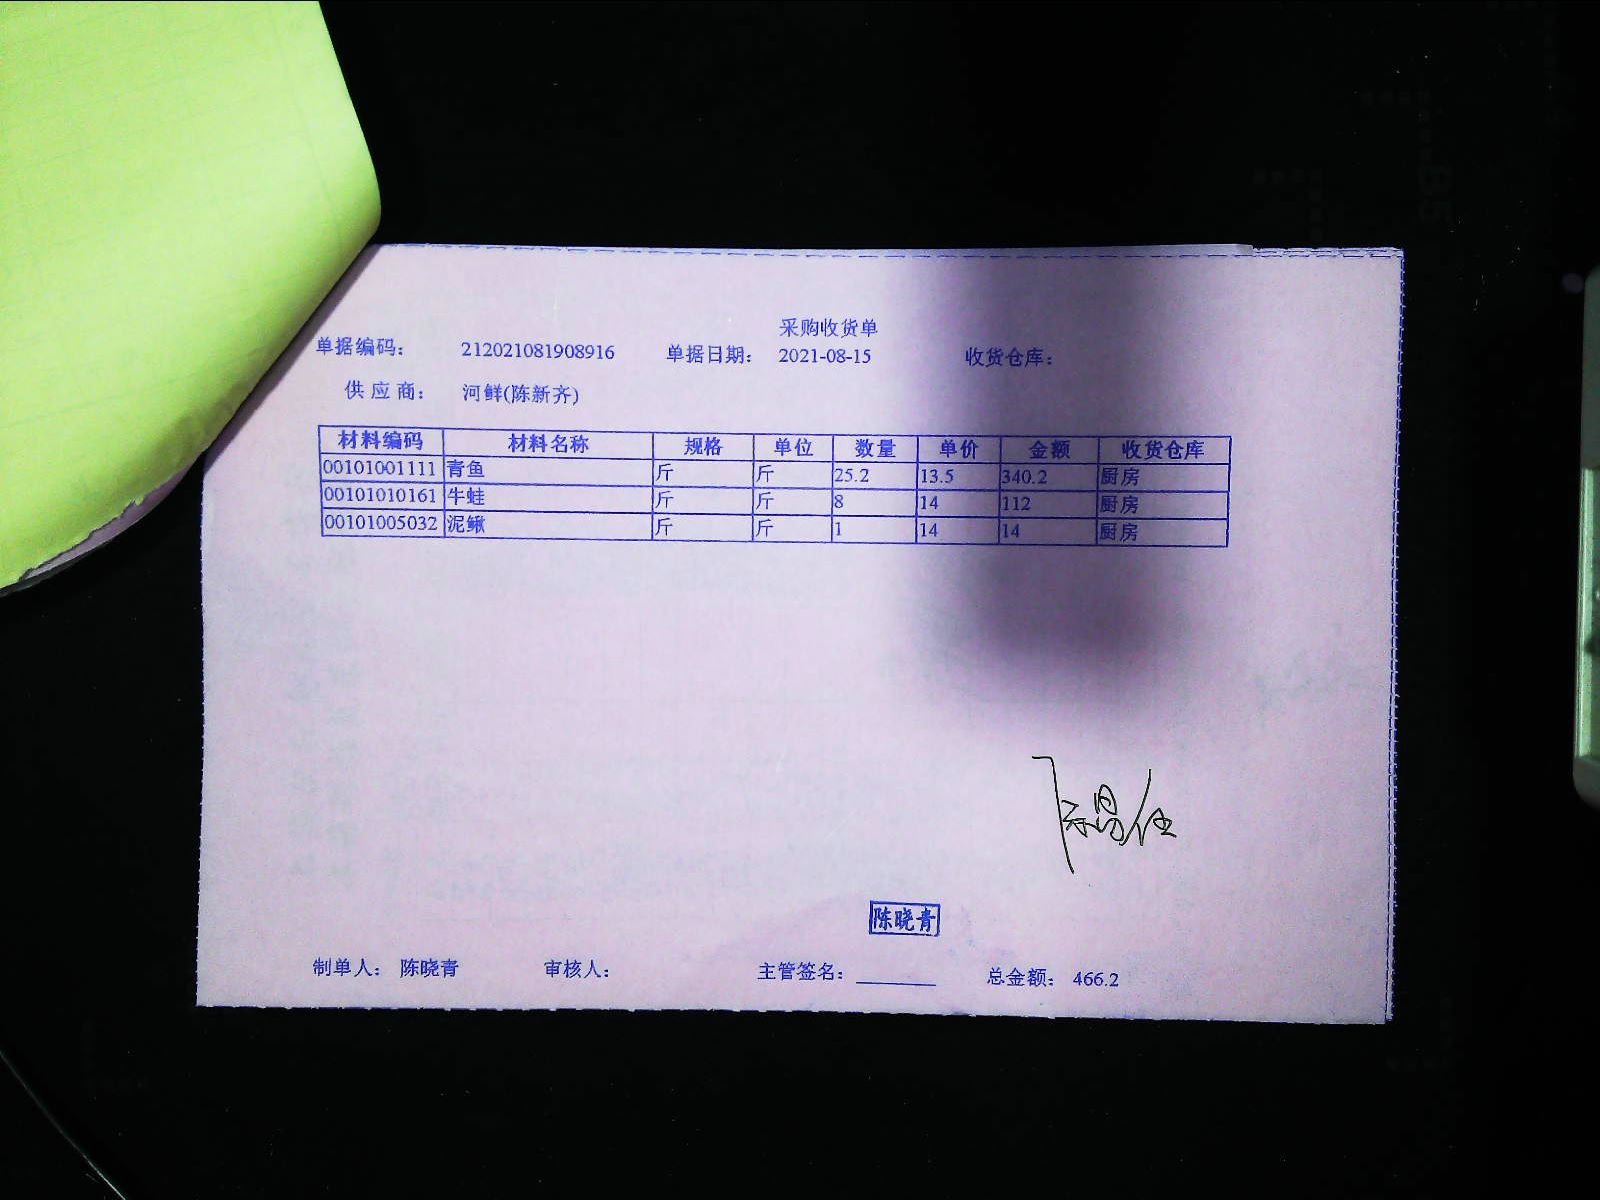 采购收货单
单据编码: 212021081908916 单据日期: 2021-08-15 收货仓库:
供应商: 河鲜(陈新齐)
材料编码 材料名称 规格 单位 数量 单价 金额 收货仓库
00101001111 青鱼 斤 斤 25.2 13.5 340.2 厨房
00101010161 牛蛙 斤 斤 8 14 112 厨房
00101005032 泥鳅 斤 斤 1 14 14 厨房
陈晓青
制单人: 陈晓青 审核人: 主管签名: 总金额: 466.2